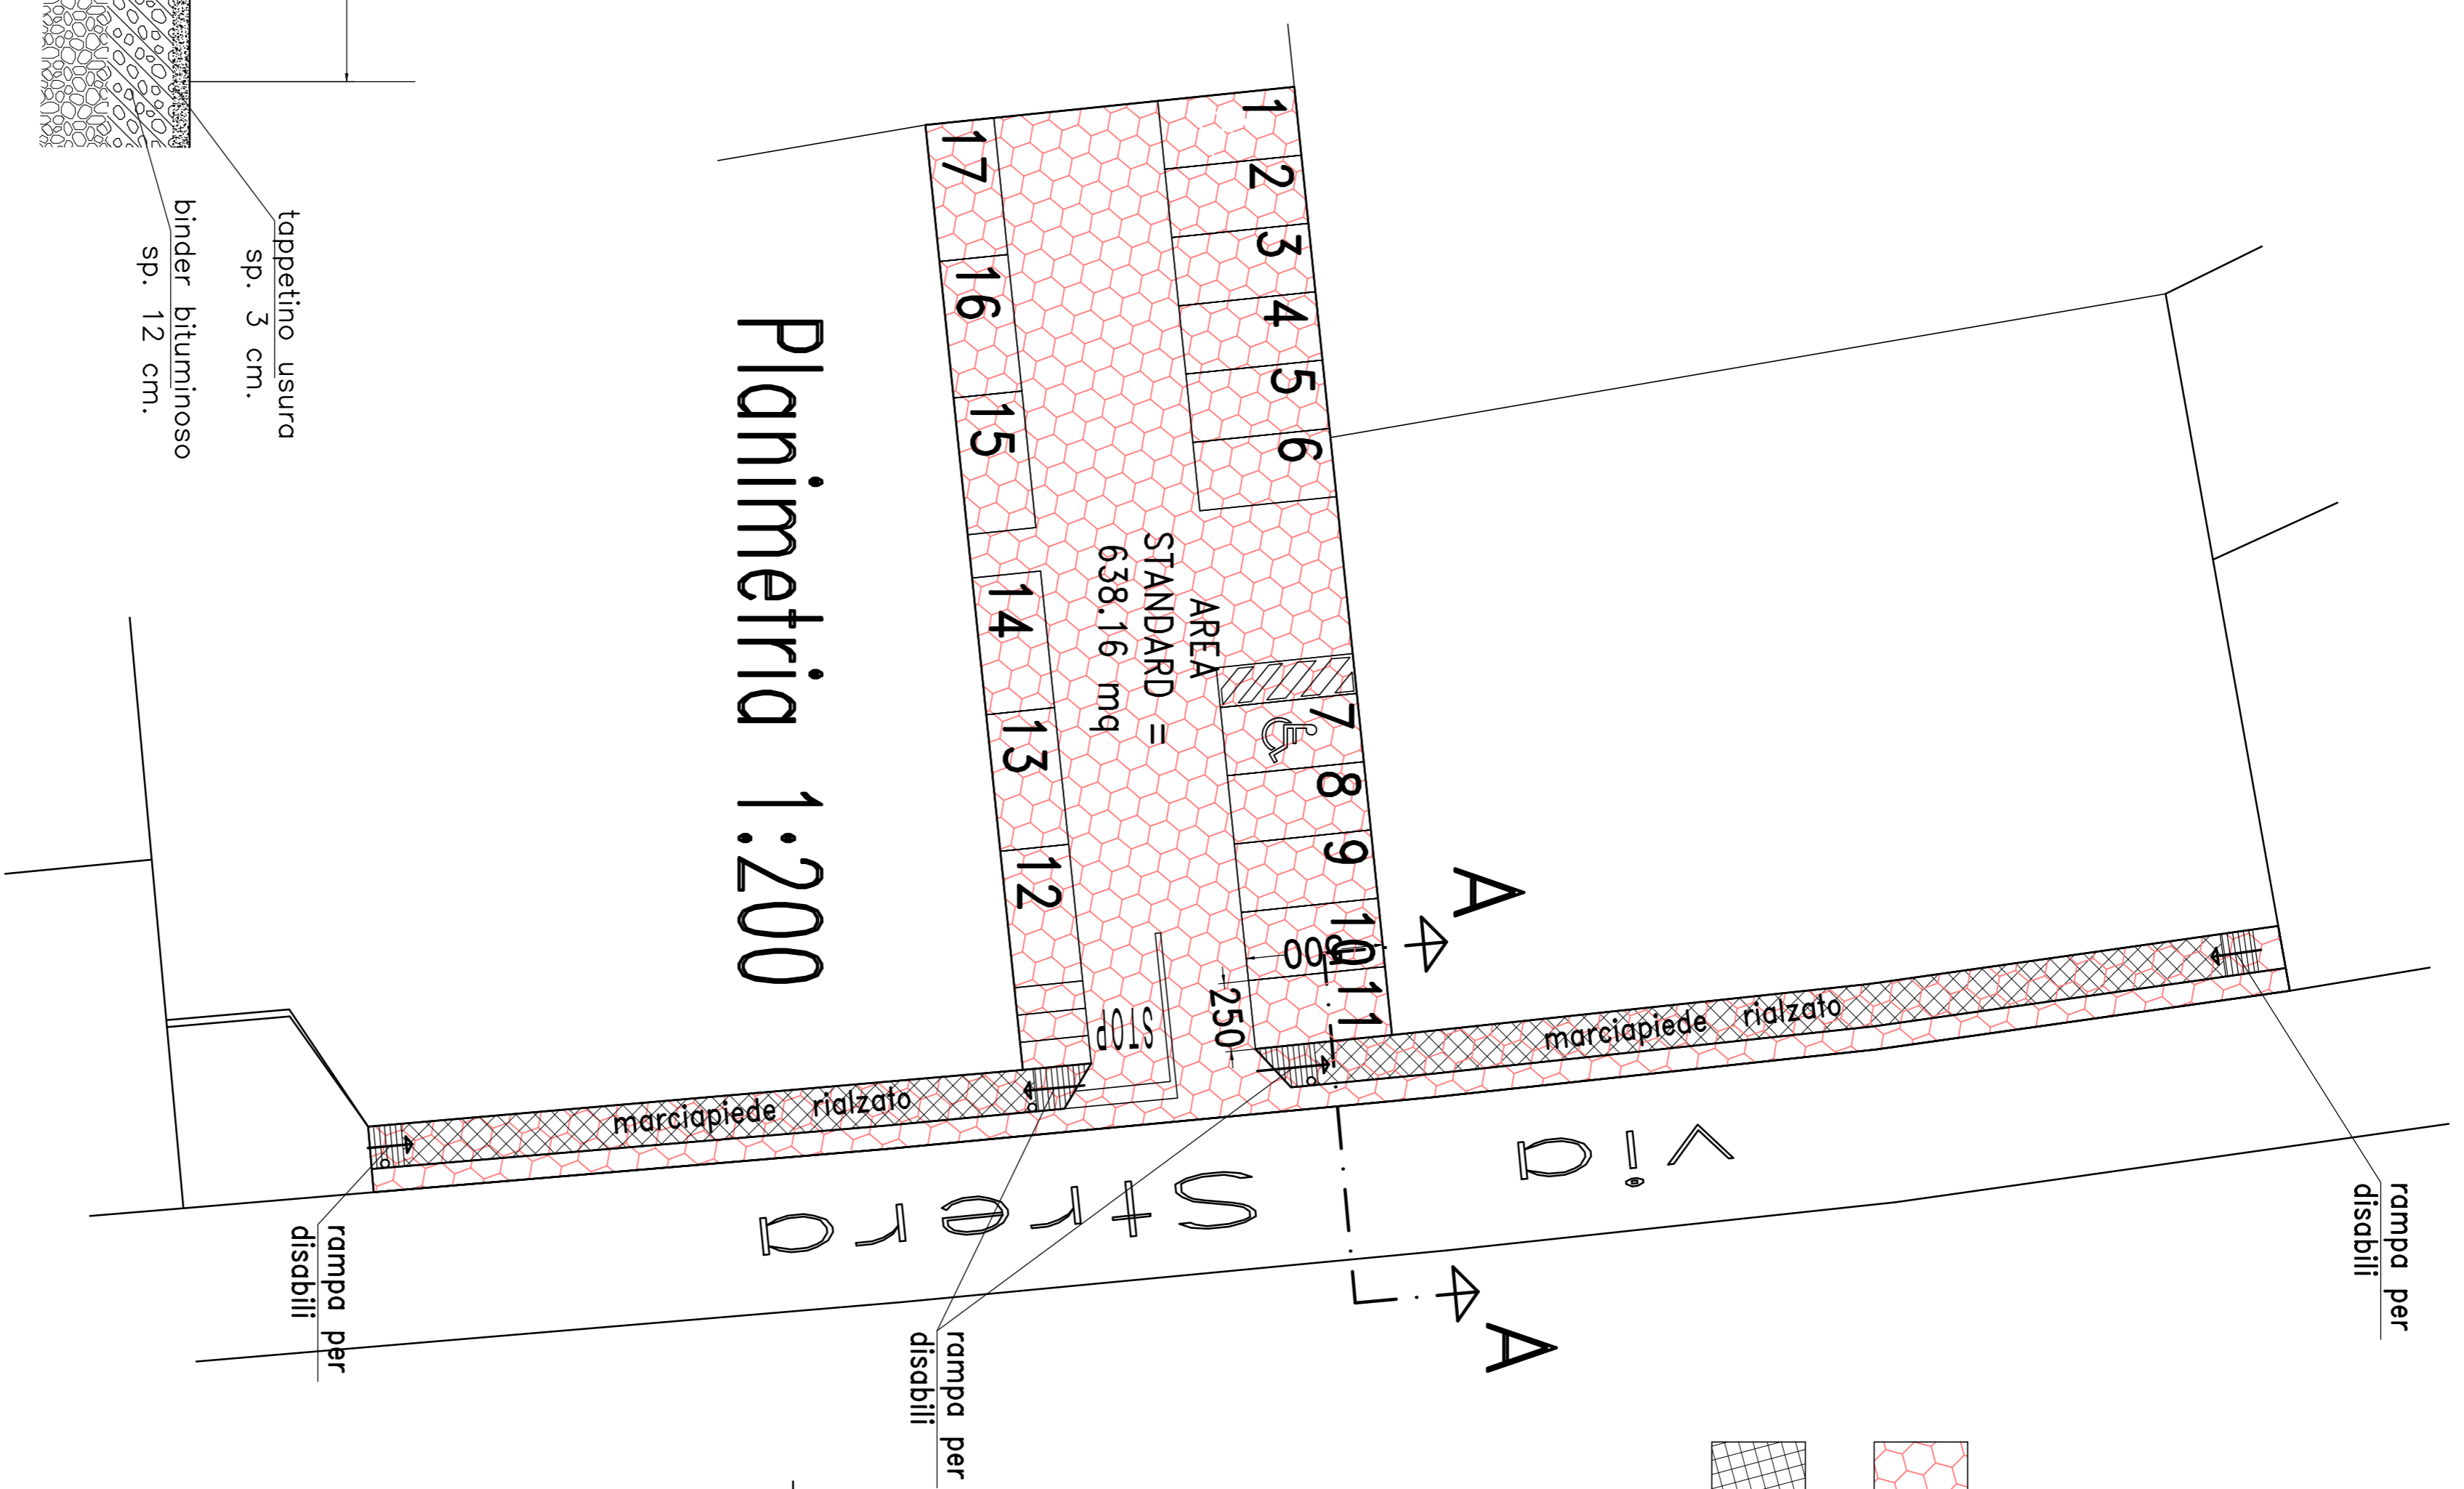 tappetino usura
sp. 3 cm.
binder bituminoso
sp. 12 cm.
Planimetria 1:200
1
2
3
4
5
6
7
8
9
10
11
12
13
14
15
16
17
AREA
STANDARD =
638.16 mq
500
250
STOP
A
A
marciapiede rialzato
marciapiede rialzato
Via Strera
rampa per
disabili
rampa per
disabili
rampa per
disabili